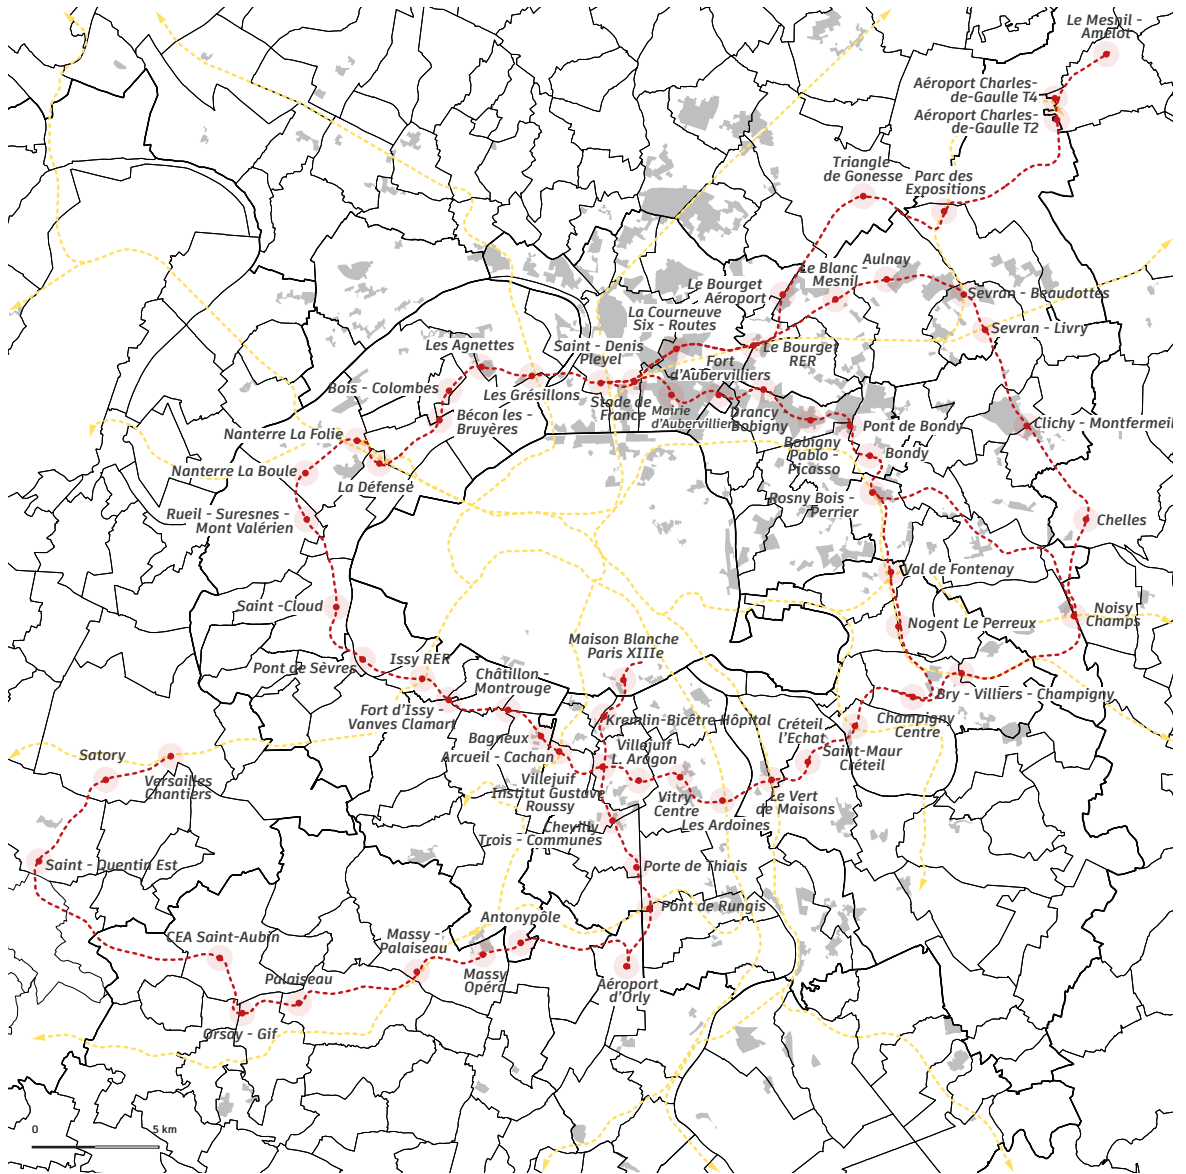 Le Mesnil -
Amelot
Aéroport Charles-
de-Gaulle T4
Aéroport Charles-
de-Gaulle T2
Triangle
de Gonesse
Parc des
Expositions
Aulnay
Le Blanc -
Mesnil
Le Bourget
Aéroport
Sevran - Beaudottes
La Courneuve
Six - Routes
Sevran - Livry
Les Agnettes
Saint - Denis
Pleyel
Le Bourget
RER
Fort
d'Aubervilliers
Bois - Colombes
Les Grésillons
Stade de
France
Mairie
d'Aubervilliers
Drancy
Bobigny
Bécon les -
Bruyères
Pont de Bondy
Clichy - Montfermeil
Nanterre La Folie
Bobigny
Pablo -
Picasso
Bondy
Nanterre La Boule
La Défense
Rosny Bois -
Perrier
Rueil - Suresnes -
Mont Valérien
Chelles
Val de Fontenay
Saint -Cloud
Noisy
Champs
Nogent Le Perreux
Maison Blanche
Paris XIIIe
Pont de Sèvres
Issy RER
Châtillon -
Montrouge
Bry - Villiers - Champigny
Fort d'Issy -
Vanves Clamart
Kremlin-Bicêtre Hôpital
Créteil
l'Echat
Champigny
Centre
Bagneux
Arcueil - Cachan
Villejuif
L. Aragon
Saint-Maur
Créteil
Satory
Versailles
Chantiers
Villejuif
Institut Gustave
Roussy
Vitry
Centre
Le Vert
de Maisons
Les Ardoines
Chevilly
Trois - Communes
Saint - Quentin Est
Porte de Thiais
Pont de Rungis
Antonypôle
CEA Saint-Aubin
Massy -
Palaiseau
Massy
Opéra
Palaiseau
Aéroport
d'Orly
Orsay - Gif
0 5 km